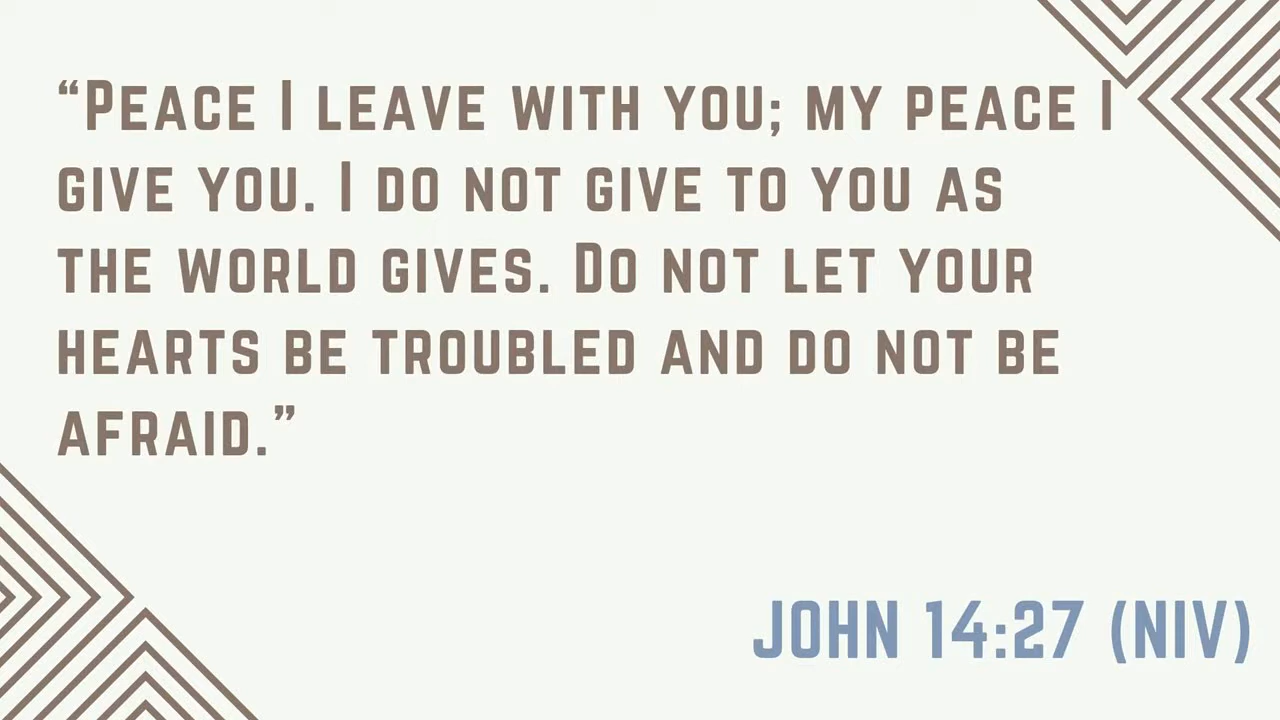 “Peace I leave with you; my peace I
give you. I do not give to you as
the world gives. Do not let your
hearts be troubled and do not be
afraid.”
JOHN 14:27 (NIV)